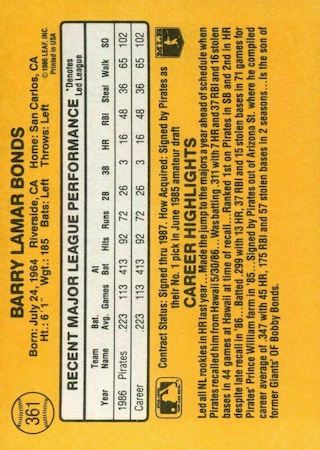 361
BARRY LAMAR BONDS
©1986 LEAF, INC.
Printed in USA
Born: July 24, 1964 Riverside, CA Home: San Carlos, CA
Ht.: 6'1" Wgt.: 185 Bats: Left Throws: Left
RECENT MAJOR LEAGUE PERFORMANCE *Denotes Led League
Year Team Name Bat. Avg. Games At Bat Hits Runs 2B 3B HR RBI Steal Walk SO
1986 Pirates .223 113 413 92 72 26 3 16 48 36 65 102
Career .223 113 413 92 72 26 3 16 48 36 65 102
MLB
Contract Status: Signed thru 1987. How Acquired: Signed by Pirates as
their No. 1 pick in June 1985 amateur draft
CAREER HIGHLIGHTS
Led all NL rookies in HR last year... Made the jump to the majors a year ahead of schedule when
Pirates recalled him from Hawaii 5/30/86... Was batting .311 with 7 HR and 37 RBI and 16 stolen
bases in 44 games at Hawaii at time of recall... Ranked 1st on Pirates in SB and 2nd in HR
despite late recall in '86... Batted .299 with 13 HR, 37 RBI and 15 stolen bases in 71 games for
Pirates' Prince William farm in '85... Signed by Pirates out of Arizona St. where he compiled
career average of .347 with 45 HR, 175 RBI and 57 stolen bases in 2 seasons... Is the son of
former Giants' OF Bobby Bonds.